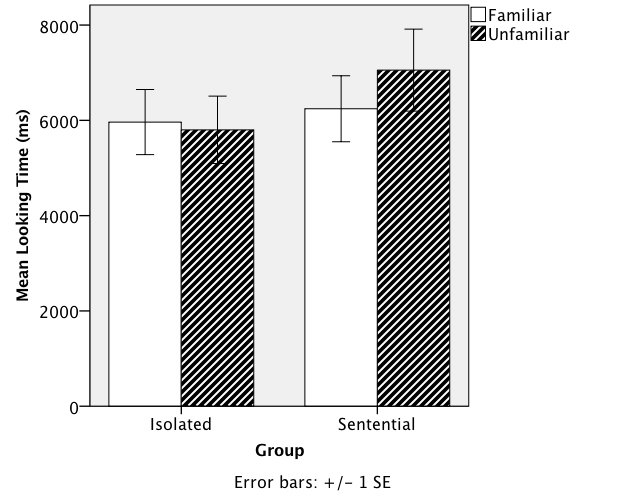 Familiar
Unfamiliar
8000
6000
4000
2000
0
Mean Looking Time (ms)
Isolated
Sentential
Group
Error bars: +/- 1 SE